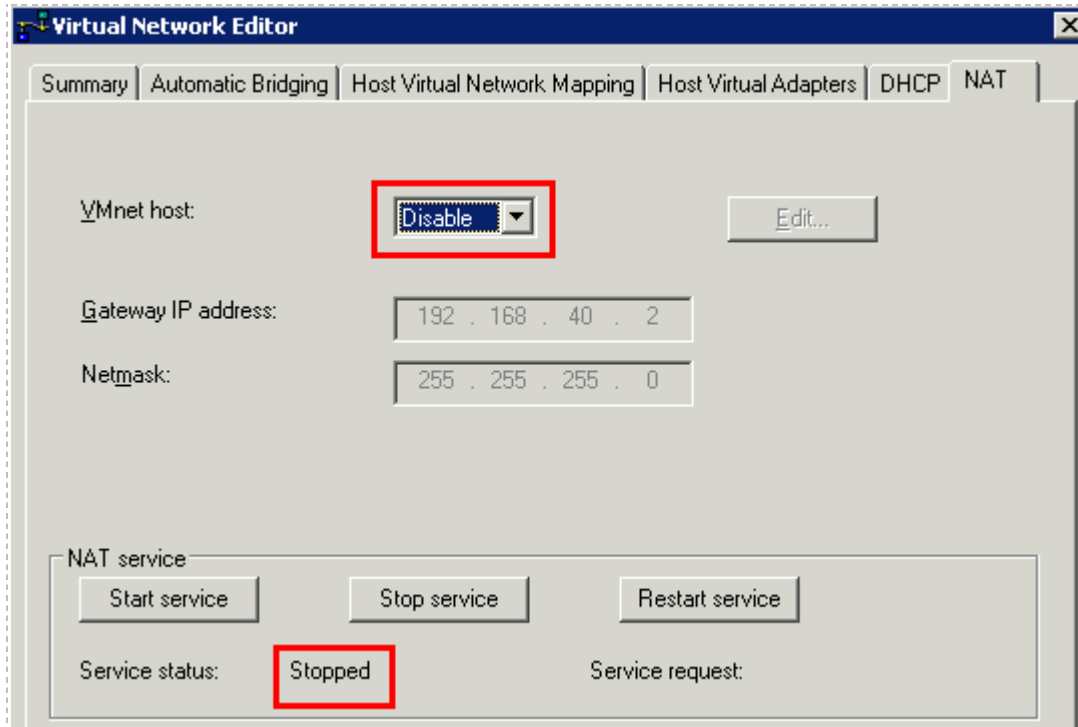 Virtual Network Editor
Summary Automatic Bridging Host Virtual Network Mapping Host Virtual Adapters DHCP NAT
VMnet host: Disable Edit...
Gateway IP address: 192 . 168 . 40 . 2
Netmask: 255 . 255 . 255 . 0
NAT service
Start service Stop service Restart service
Service status: Stopped Service request: